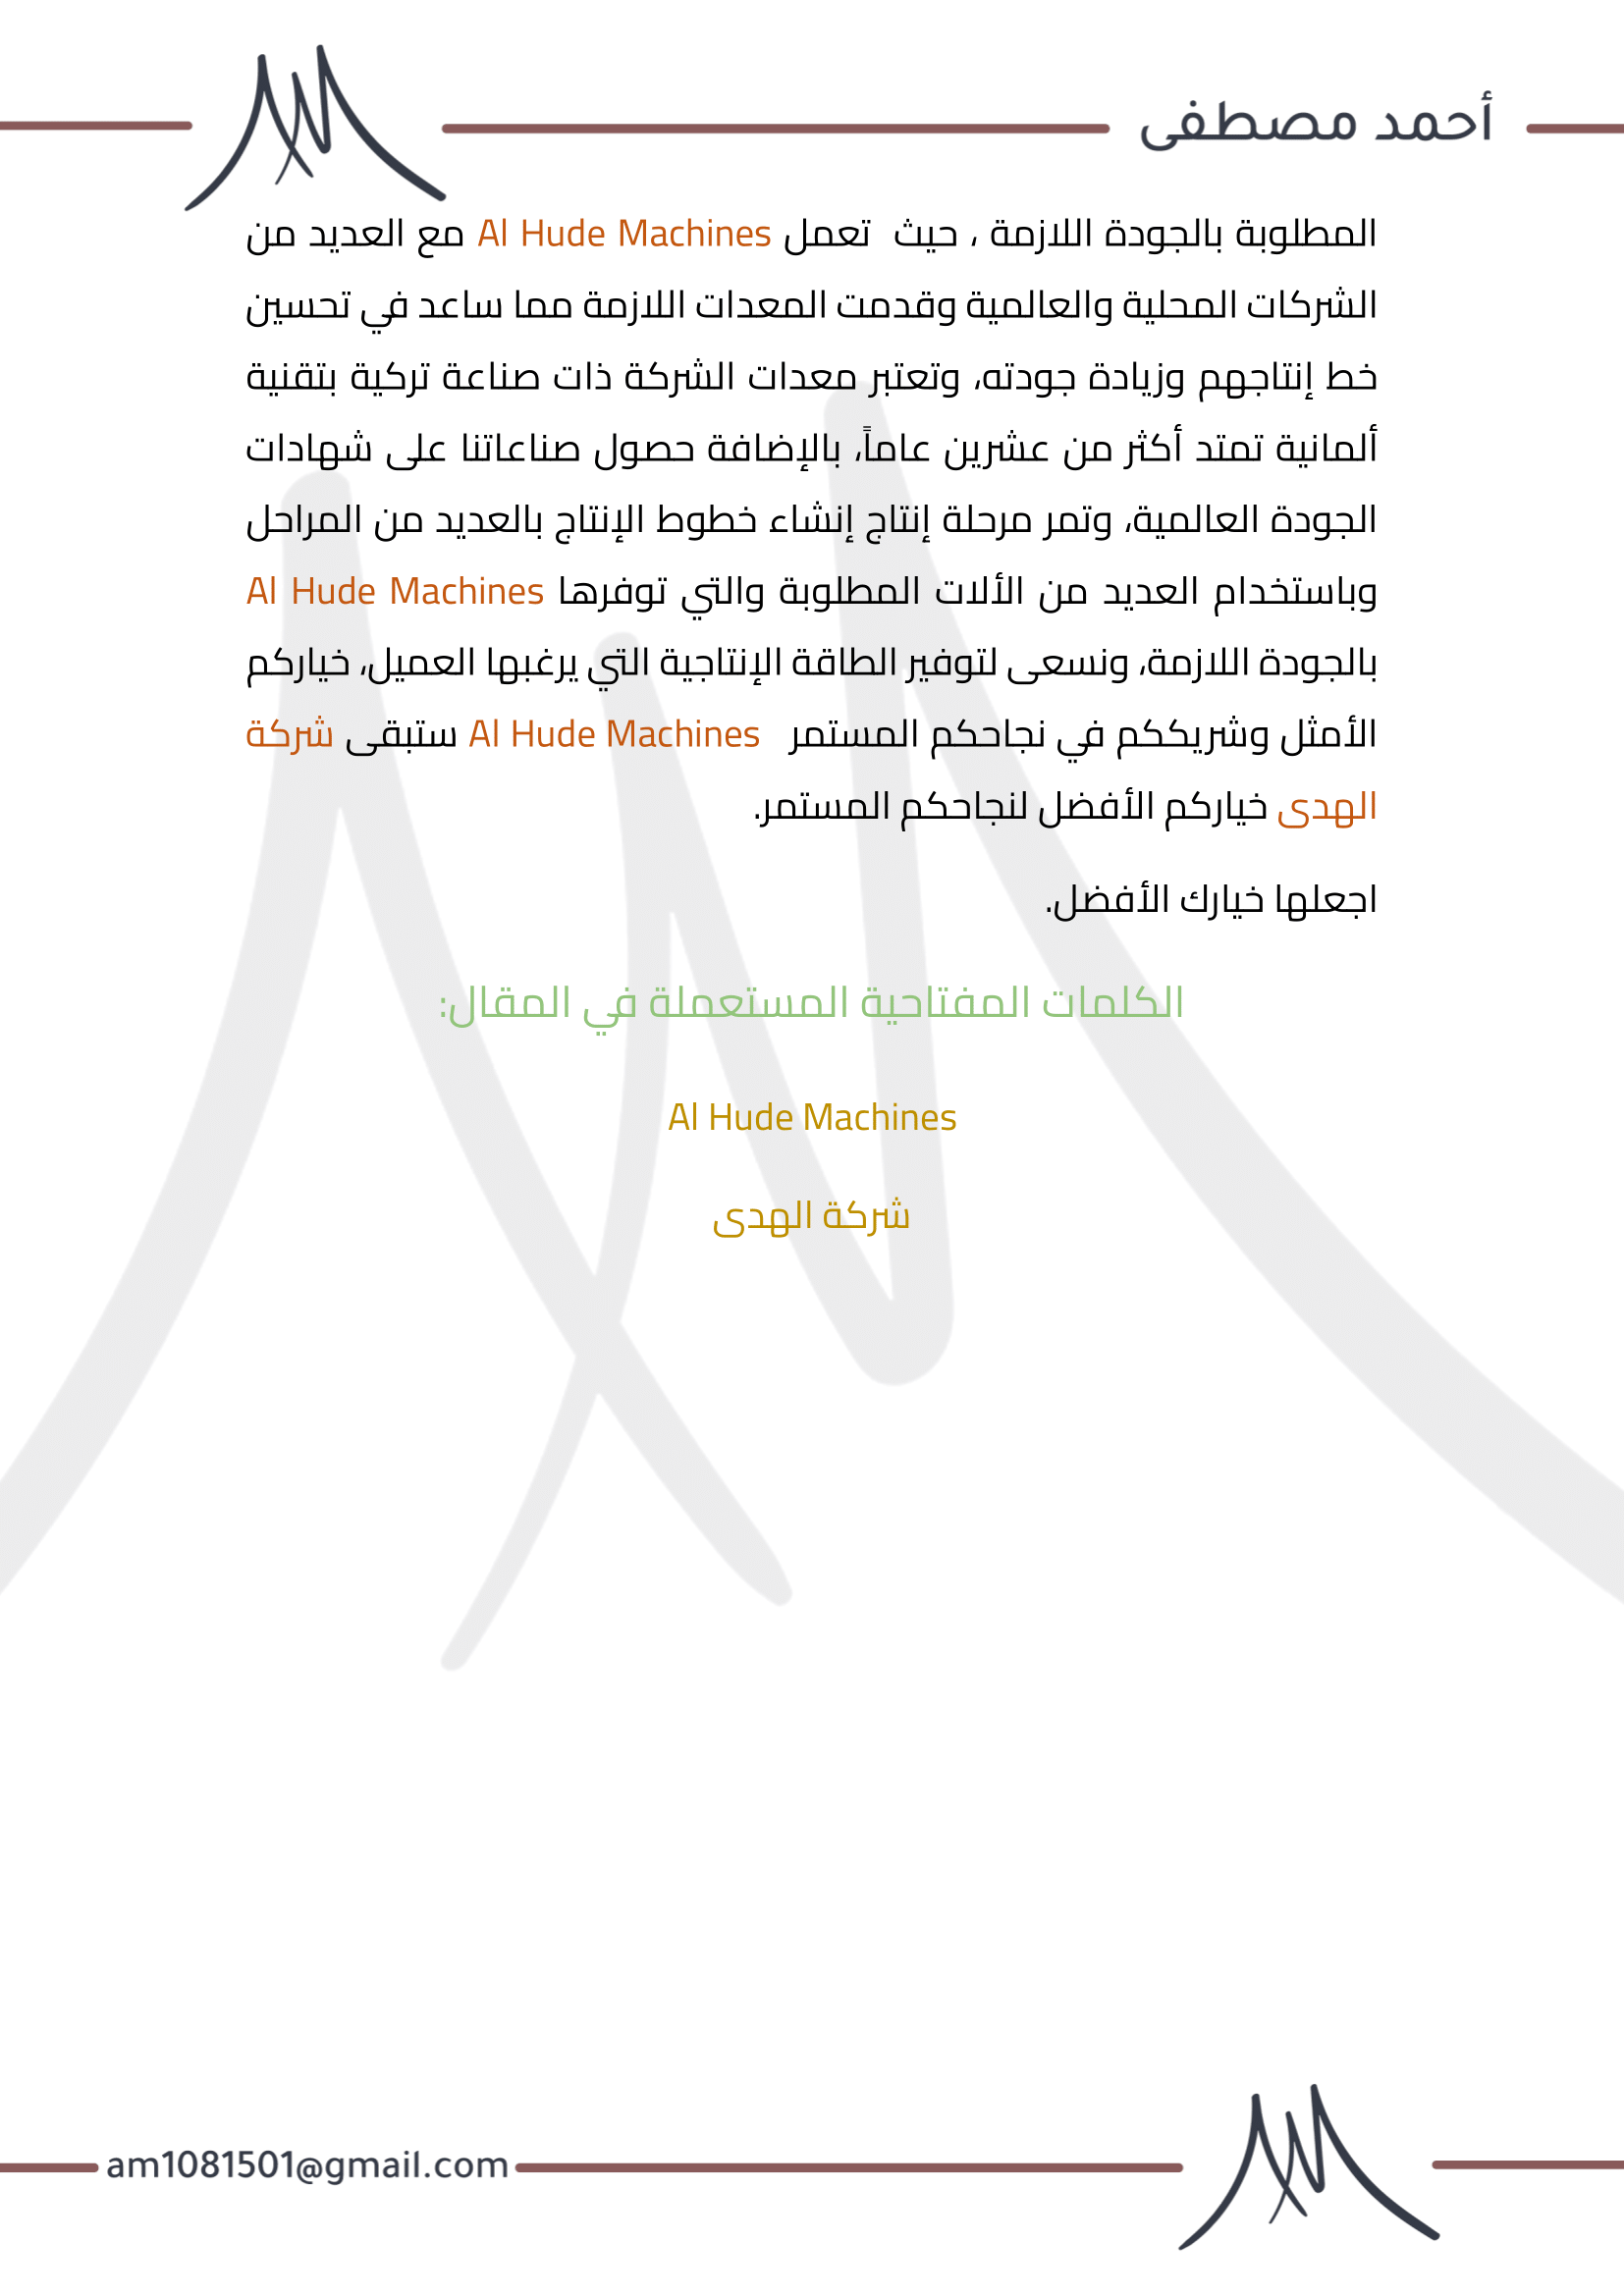 أحمد مصطفى
المطلوبة بالجودة اللازمة ، حيث تعمل Al Hude Machines مع العديد من
الشركات المحلية والعالمية وقدمت المعدات اللازمة مما ساعد في تحسين
خط إنتاجهم وزيادة جودته، وتعتبر معدات الشركة ذات صناعة تركية بتقنية
ألمانية تمتد أكثر من عشرين عاماً، بالإضافة حصول صناعاتنا على شهادات
الجودة العالمية، وتمر مرحلة إنتاج إنشاء خطوط الإنتاج بالعديد من المراحل
وباستخدام العديد من الألات المطلوبة والتي توفرها Al Hude Machines
بالجودة اللازمة، ونسعى لتوفير الطاقة الإنتاجية التي يرغبها العميل، خياركم
الأمثل وشريككم في نجاحكم المستمر Al Hude Machines ستبقى شركة
الهدى خياركم الأفضل لنجاحكم المستمر.
اجعلها خيارك الأفضل.
الكلمات المفتاحية المستعملة في المقال:
Al Hude Machines
شركة الهدى
am1081501@gmail.com